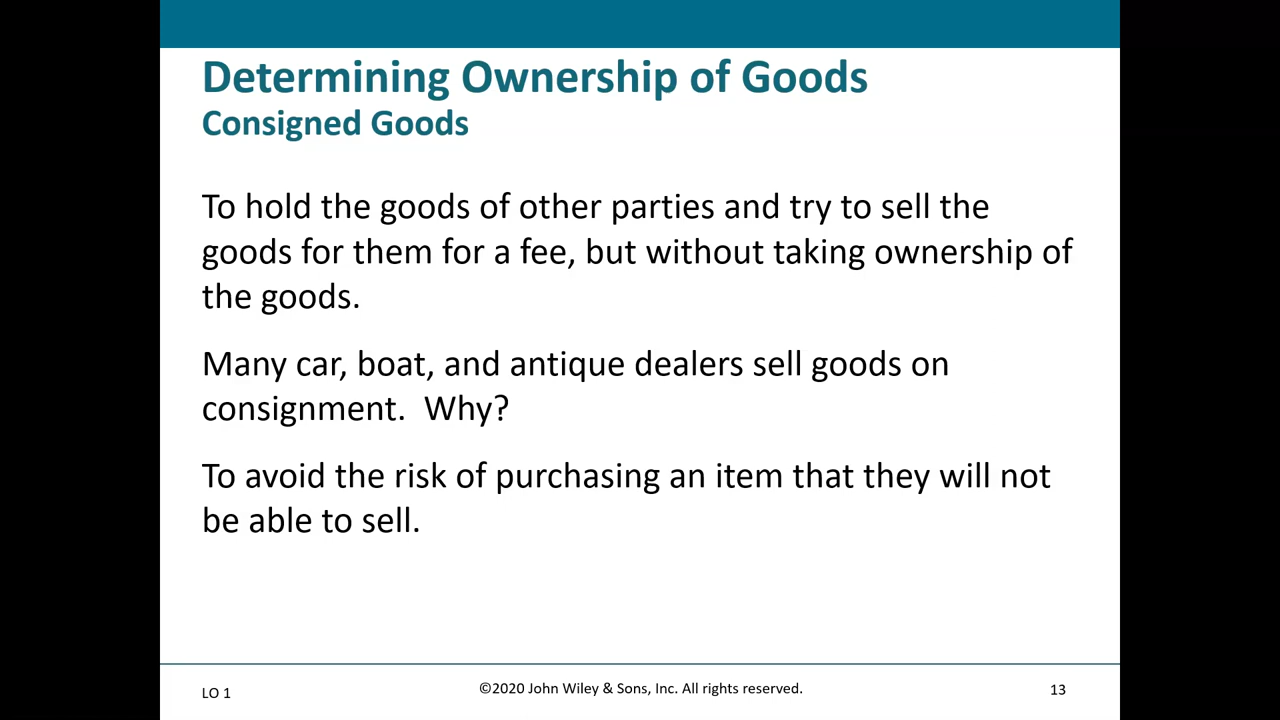 Determining Ownership of Goods
Consigned Goods
To hold the goods of other parties and try to sell the
goods for them for a fee, but without taking ownership of
the goods.
Many car, boat, and antique dealers sell goods on
consignment.  Why?
To avoid the risk of purchasing an item that they will not
be able to sell.
LO 1
©2020 John Wiley & Sons, Inc. All rights reserved.
13